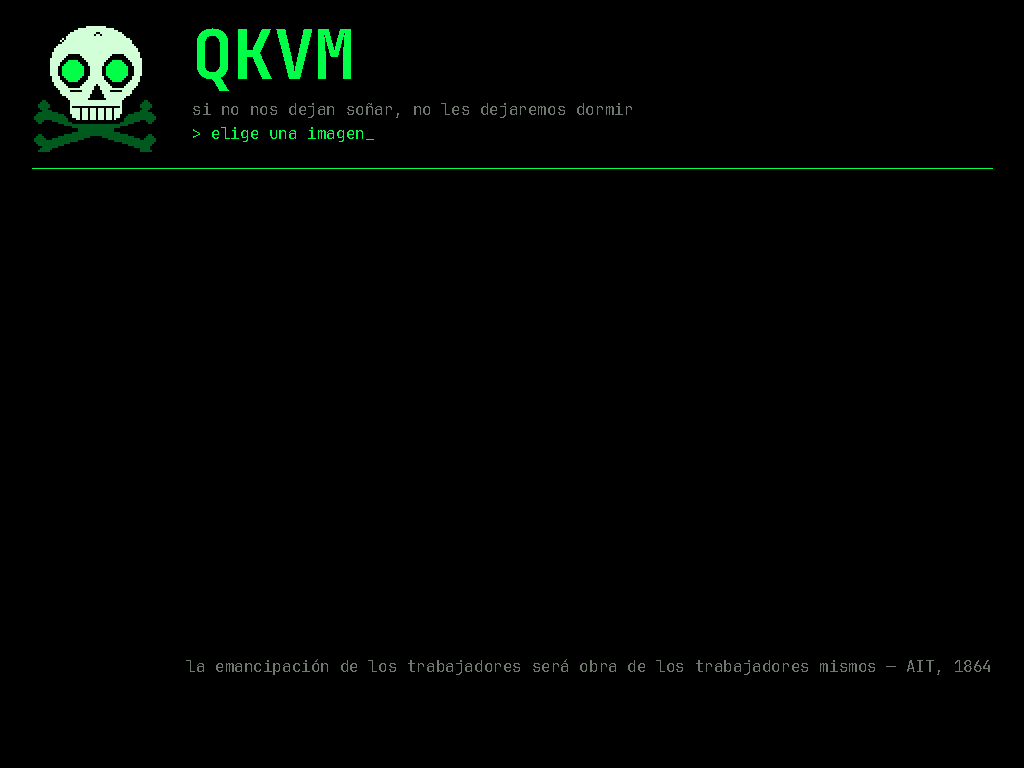 QKVM
si no nos dejan soñar, no les dejaremos dormir
> elige una imagen_
la emancipación de los trabajadores será obra de los trabajadores mismos — AIT, 1864